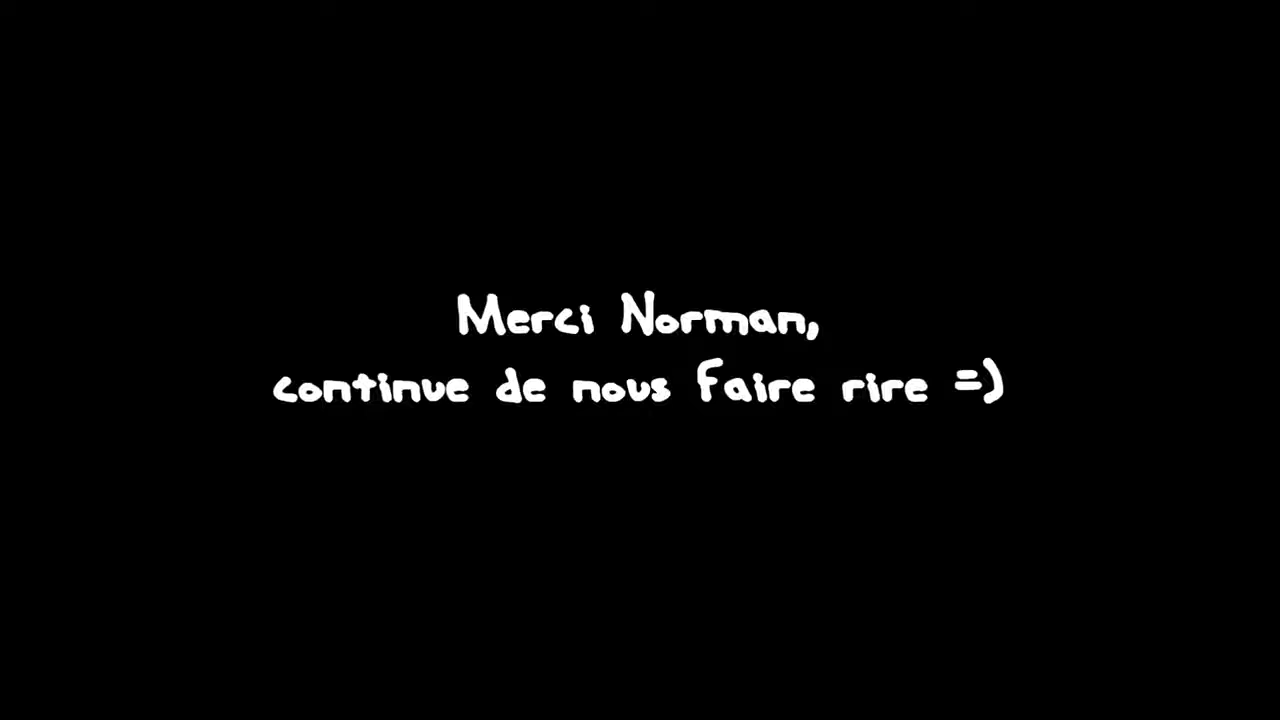 Merci Norman,
continue de nous faire rire =)